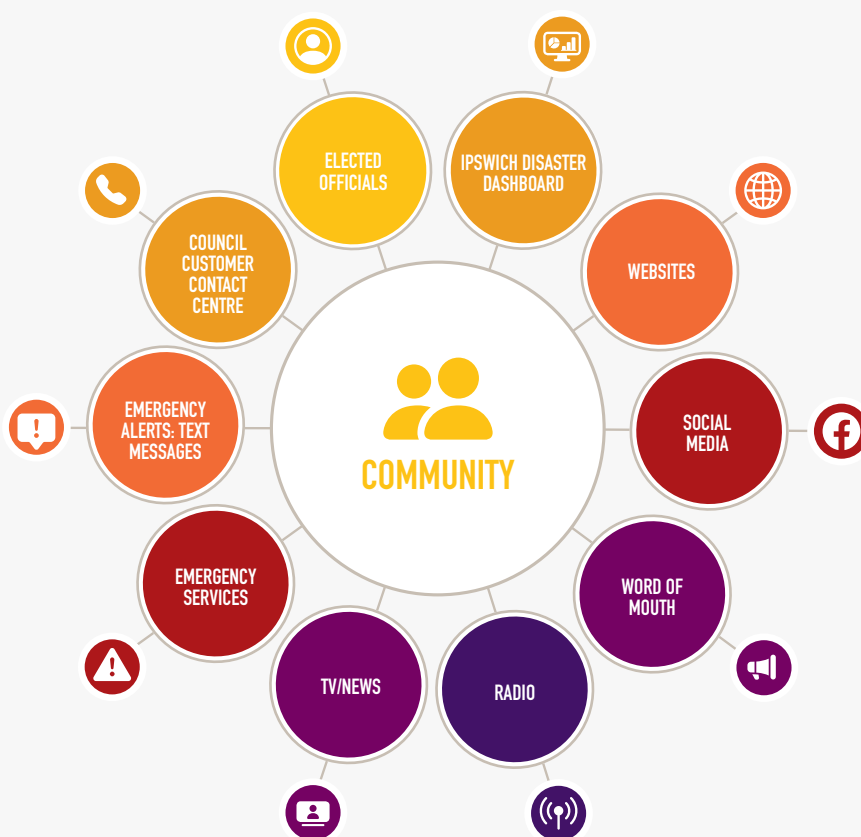 ELECTED
OFFICIALS
IPSWICH DISASTER
DASHBOARD
COUNCIL
CUSTOMER
CONTACT
CENTRE
WEBSITES
EMERGENCY
ALERTS: TEXT
MESSAGES
SOCIAL
MEDIA
COMMUNITY
EMERGENCY
SERVICES
WORD OF
MOUTH
TV/NEWS
RADIO